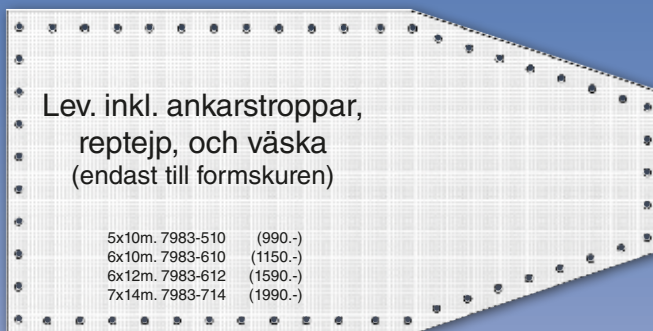 Lev. inkl. ankarstroppar,
reptejp, och väska
(endast till formskuren)
5x10m. 7983-510 (990.-)
6x10m. 7983-610 (1150.-)
6x12m. 7983-612 (1590.-)
7x14m. 7983-714 (1990.-)